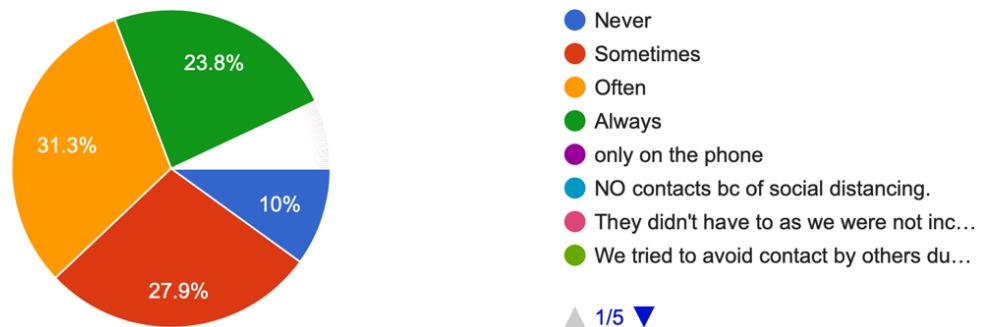 23.8%
31.3%
10%
27.9%
Never
Sometimes
Often
Always
only on the phone
NO contacts bc of social distancing.
They didn't have to as we were not inc…
We tried to avoid contact by others du…
1/5